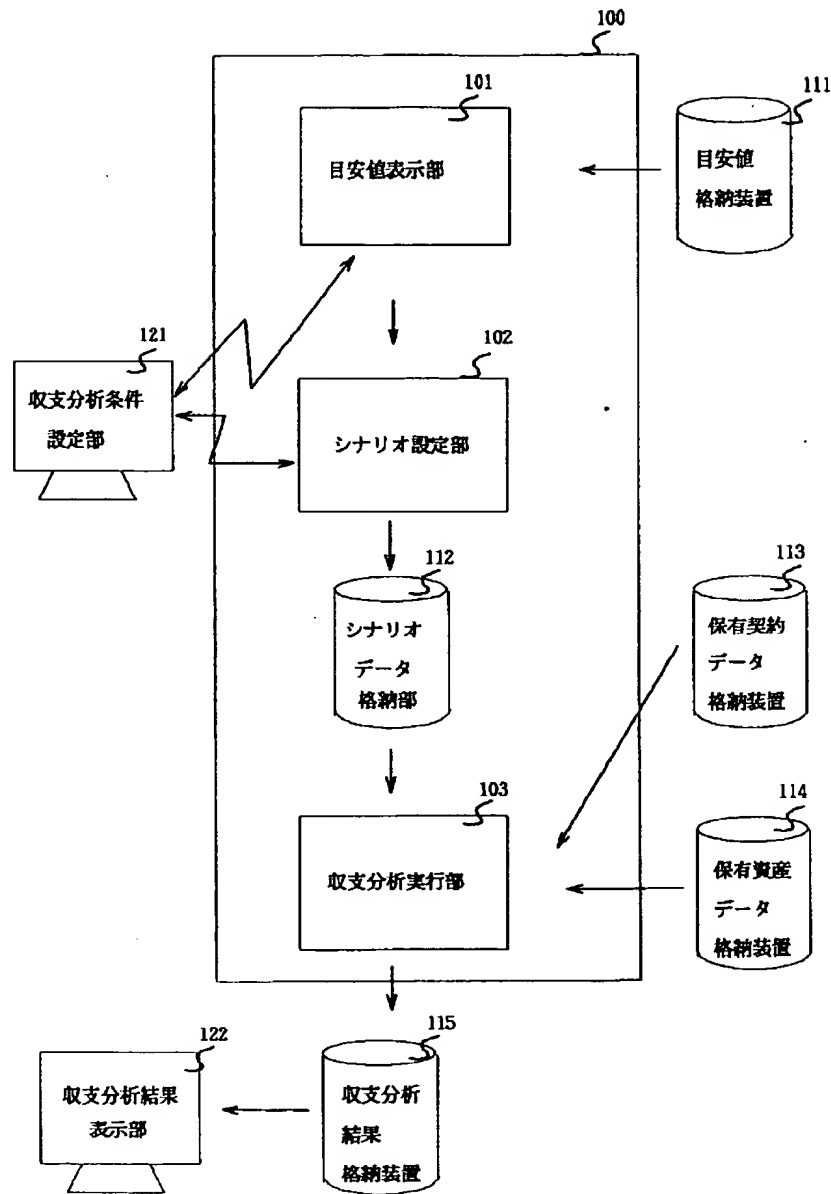 100
101
目安値表示部
111
目安値
格納装置
121
収支分析条件
設定部
102
シナリオ設定部
112
シナリオ
データ
格納部
113
保有契約
データ
格納装置
103
収支分析実行部
114
保有資産
データ
格納装置
122
収支分析結果
表示部
115
収支分析
結果
格納装置